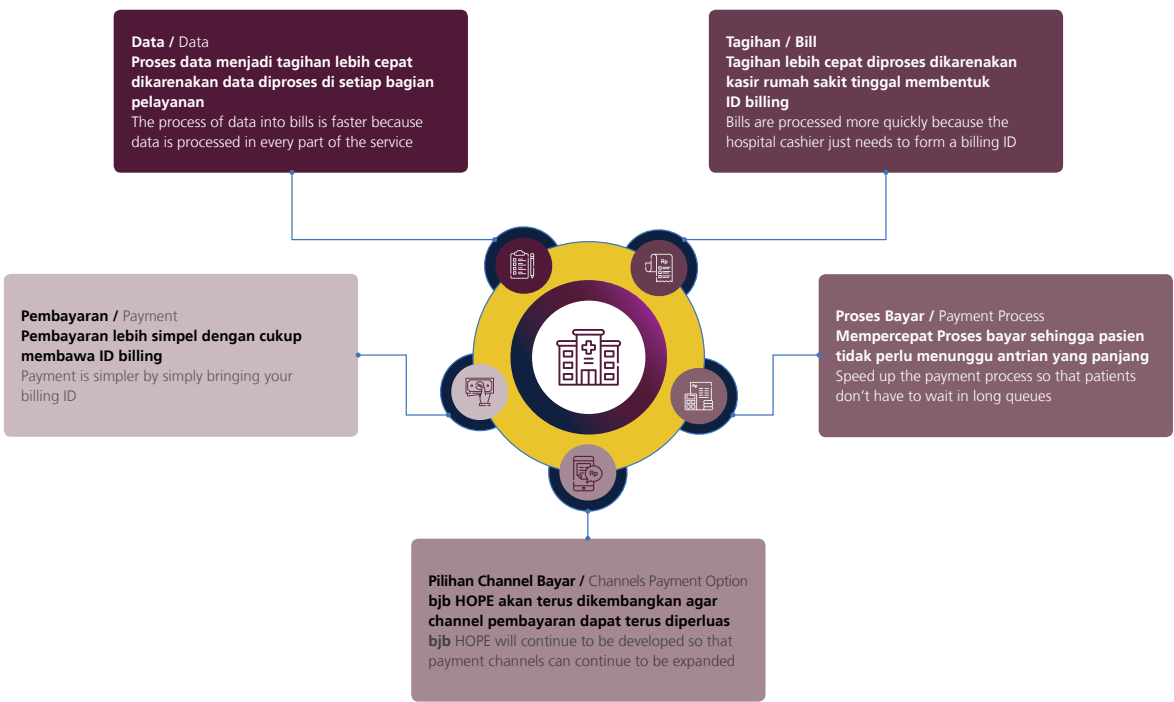 Data / Data
Proses data menjadi tagihan lebih cepat
dikarenakan data diproses di setiap bagian
pelayanan
The process of data into bills is faster because
data is processed in every part of the service
Tagihan / Bill
Tagihan lebih cepat diproses dikarenakan
kasir rumah sakit tinggal membentuk
ID billing
Bills are processed more quickly because the
hospital cashier just needs to form a billing ID
Rp
Pembayaran / Payment
Pembayaran lebih simpel dengan cukup
membawa ID billing
Payment is simpler by simply bringing your
billing ID
Proses Bayar / Payment Process
Mempercepat Proses bayar sehingga pasien
tidak perlu menunggu antrian yang panjang
Speed up the payment process so that patients
don’t have to wait in long queues
Rp
Pilihan Channel Bayar / Channels Payment Option
bjb HOPE akan terus dikembangkan agar
channel pembayaran dapat terus diperluas
bjb HOPE will continue to be developed so that
payment channels can continue to be expanded